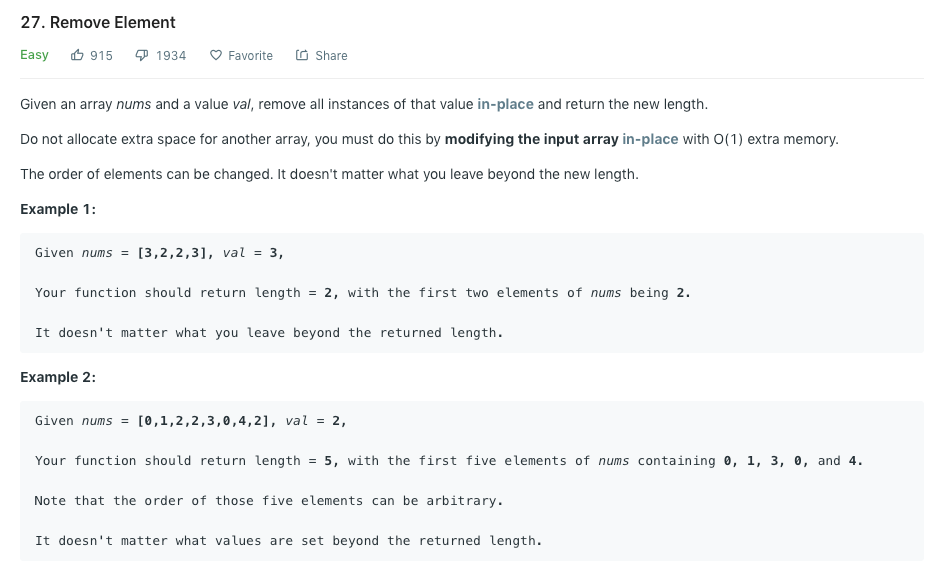 27. Remove Element
Easy 915 1934 Favorite Share
Given an array nums and a value val, remove all instances of that value in-place and return the new length.
Do not allocate extra space for another array, you must do this by modifying the input array in-place with O(1) extra memory.
The order of elements can be changed. It doesn't matter what you leave beyond the new length.
Example 1:
Given nums = [3,2,2,3], val = 3,
Your function should return length = 2, with the first two elements of nums being 2.
It doesn't matter what you leave beyond the returned length.
Example 2:
Given nums = [0,1,2,2,3,0,4,2], val = 2,
Your function should return length = 5, with the first five elements of nums containing 0, 1, 3, 0, and 4.
Note that the order of those five elements can be arbitrary.
It doesn't matter what values are set beyond the returned length.